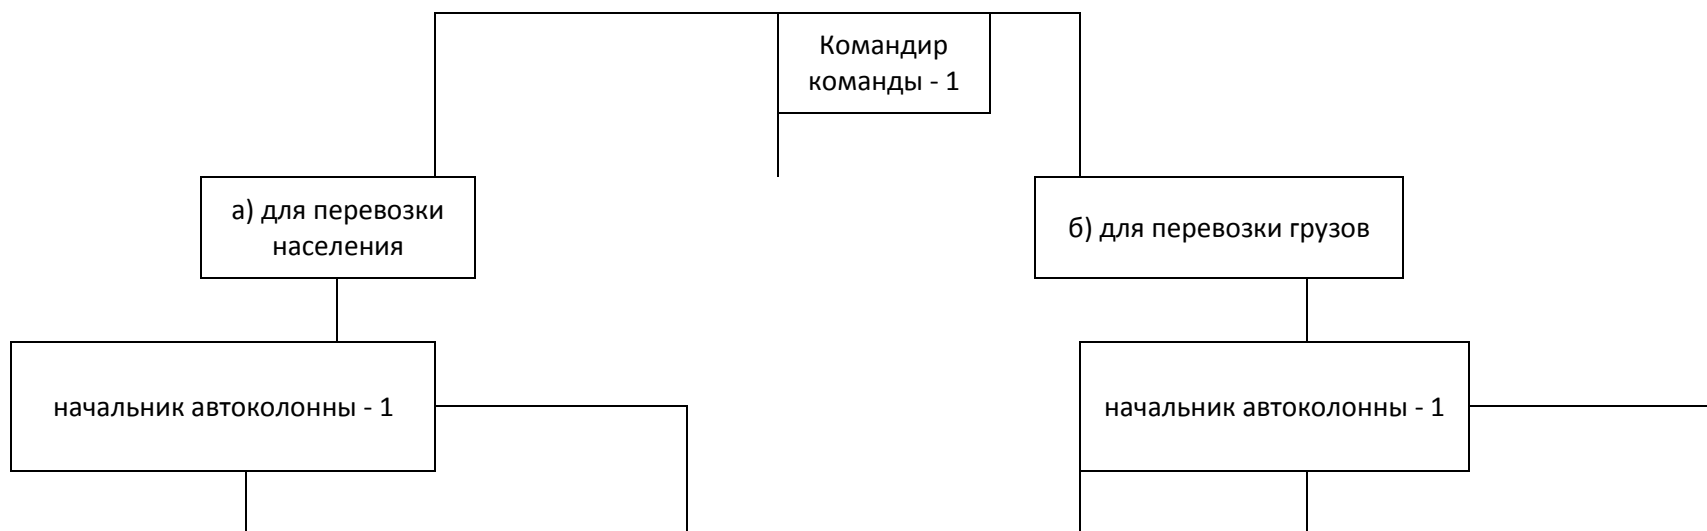 Командир
команды - 1
а) для перевозки
населения
б) для перевозки грузов
начальник автоколонны - 1
начальник автоколонны - 1